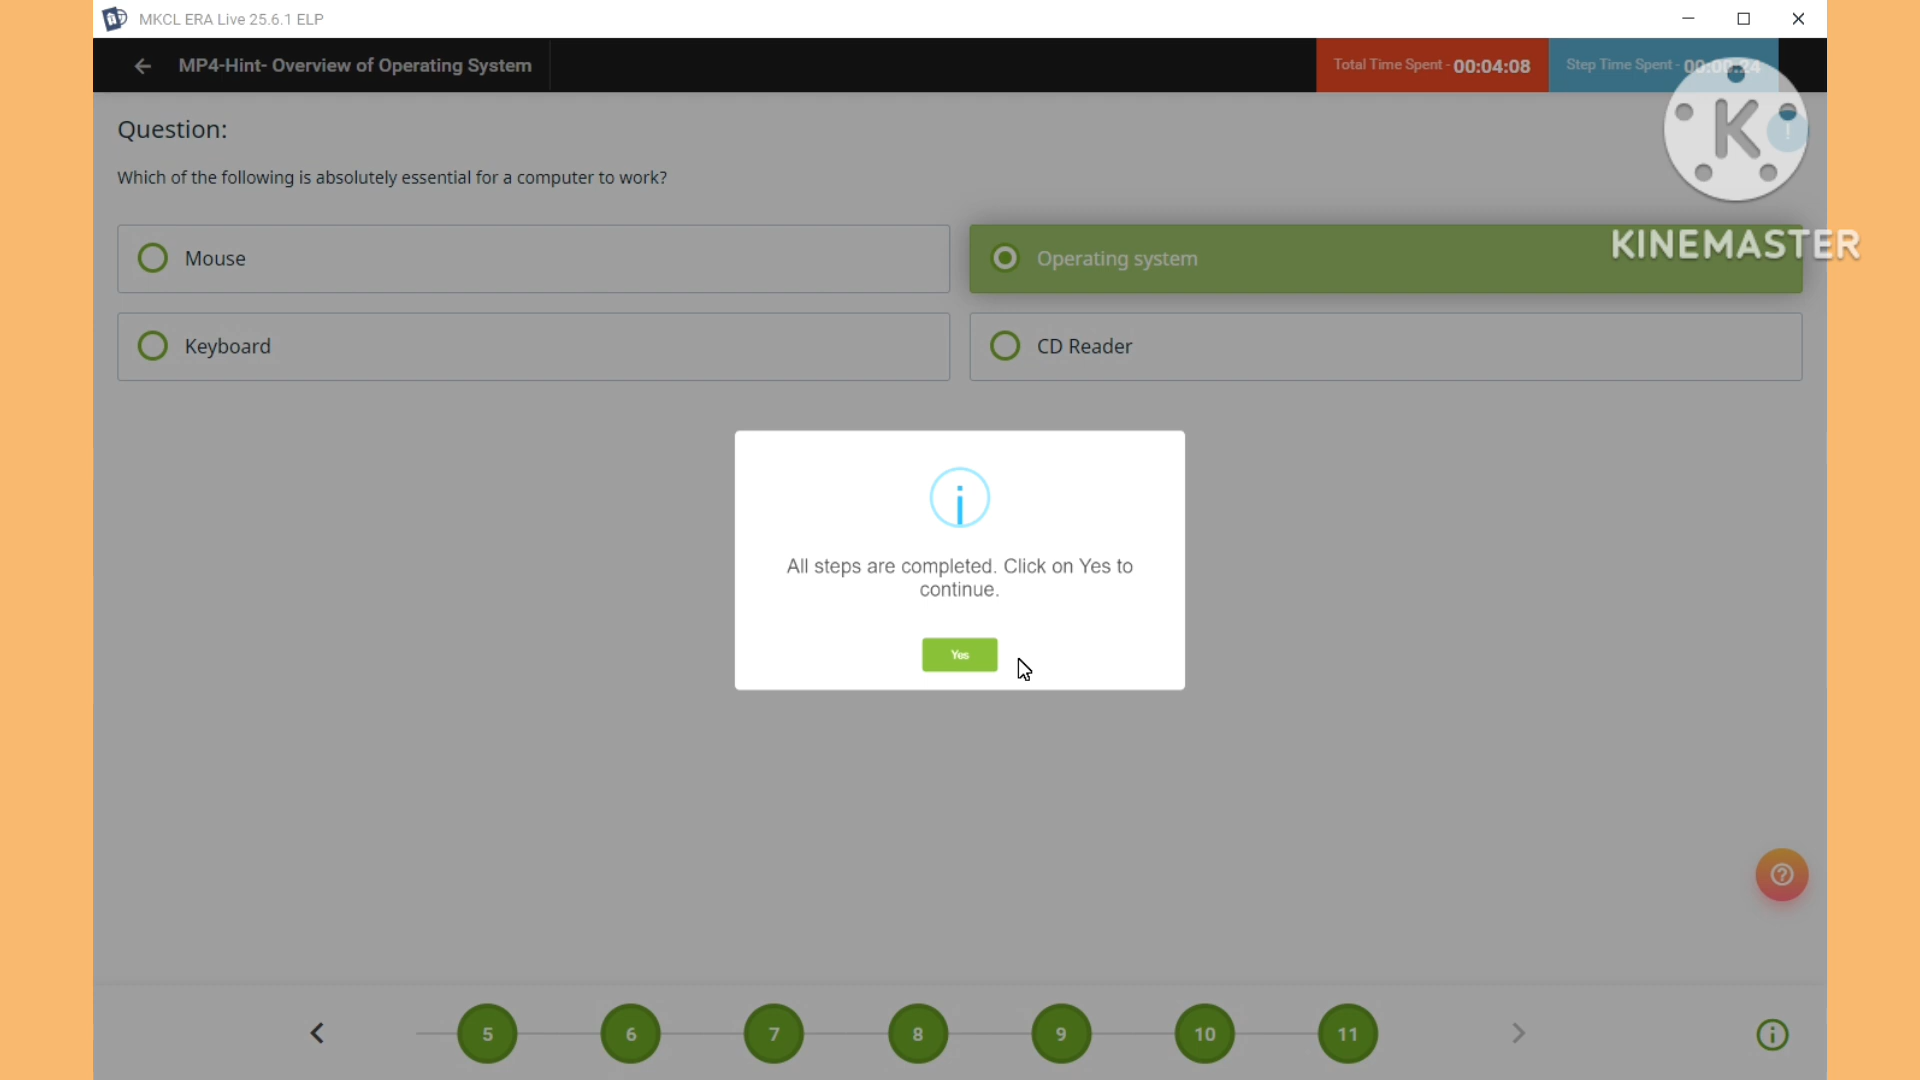 MKCL ERA Live 25.6.1 ELP
MP4-Hint- Overview of Operating System
Total Time Spent - 00:04:08
Step Time Spent - 00:00:24
Question:
Which of the following is absolutely essential for a computer to work?
K
KINEMASTER
Mouse
Operating system
Keyboard
CD Reader
All steps are completed. Click on Yes to
continue.
Yes
5 6 7 8 9 10 11